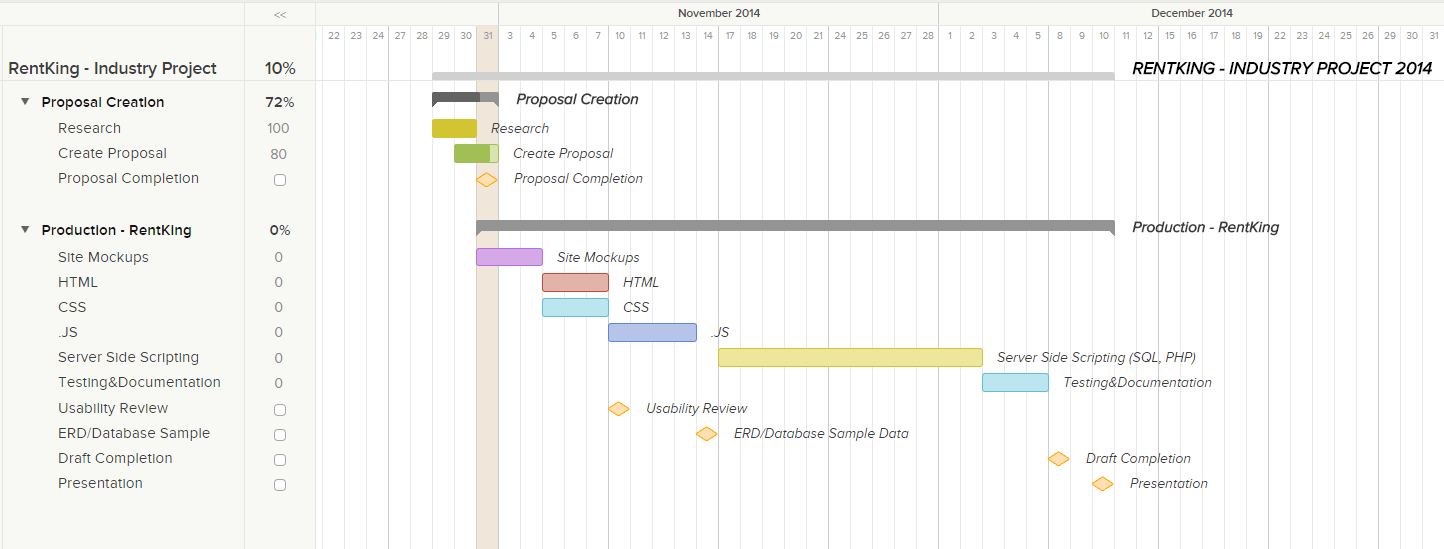 << November 2014 December 2014
22 23 24 27 28 29 30 31 3 4 5 6 7 10 11 12 13 14 17 18 19 20 21 24 25 26 27 28 1 2 3 4 5 8 9 10 11 12 15 16 17 18 19 22 23 24 25 26 29 30 31
RentKing - Industry Project 10% RENTKING - INDUSTRY PROJECT 2014
Proposal Creation 72% Proposal Creation
Research 100 Research
Create Proposal 80 Create Proposal
Proposal Completion Proposal Completion
Production - RentKing 0% Production - RentKing
Site Mockups 0 Site Mockups
HTML 0 HTML
CSS 0 CSS
.JS 0 .JS
Server Side Scripting 0 Server Side Scripting (SQL, PHP)
Testing&Documentation 0 Testing&Documentation
Usability Review Usability Review
ERD/Database Sample ERD/Database Sample Data
Draft Completion Draft Completion
Presentation Presentation